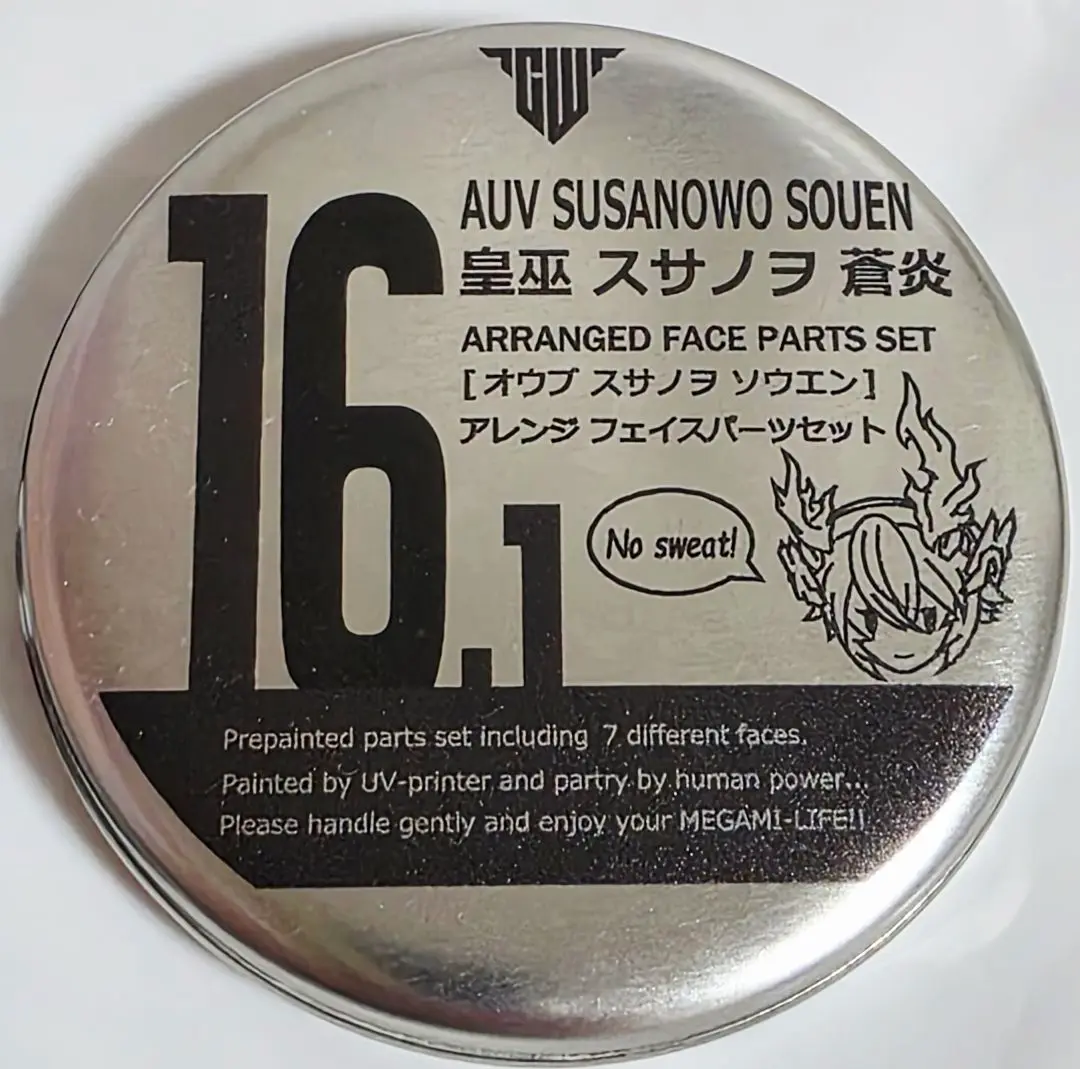 GW
16.1
AUV SUSANOWO SOUEN
皇巫 スサノヲ 蒼炎
ARRANGED FACE PARTS SET
[オウブ スサノヲ ソウエン]
アレンジ フェイスパーツセット
No sweat!
Prepainted parts set including 7 different faces.
Painted by UV-printer and partry by human power...
Please handle gently and enjoy your MEGAMI-LIFE!!